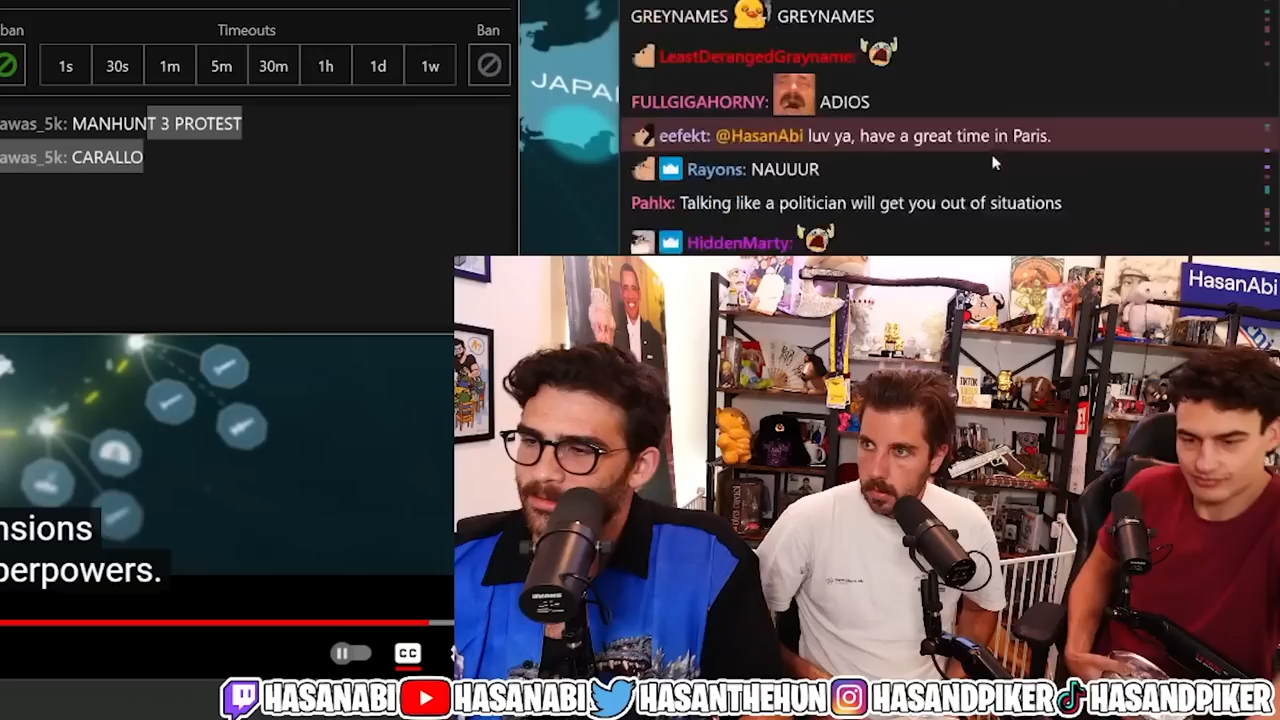 ban
Timeouts
Ban
1s 30s 1m 5m 30m 1h 1d 1w
awas_5k: MANHUNT 3 PROTEST
awas_5k: CARALLO
JAPA
GREYNAMES GREYNAMES
LeastDerangedGrayname:
FULLGIGAHORNY: ADIOS
eefekt: @HasanAbi luv ya, have a great time in Paris.
Rayons: NAUUUR
Pahlx: Talking like a politician will get you out of situations
HiddenMarty:
nsions
perpowers.
CC
HasanAbi
TIKTOK
HASANABI HASANABI HASANTHEHUN HASANDPIKER HASANDPIKER